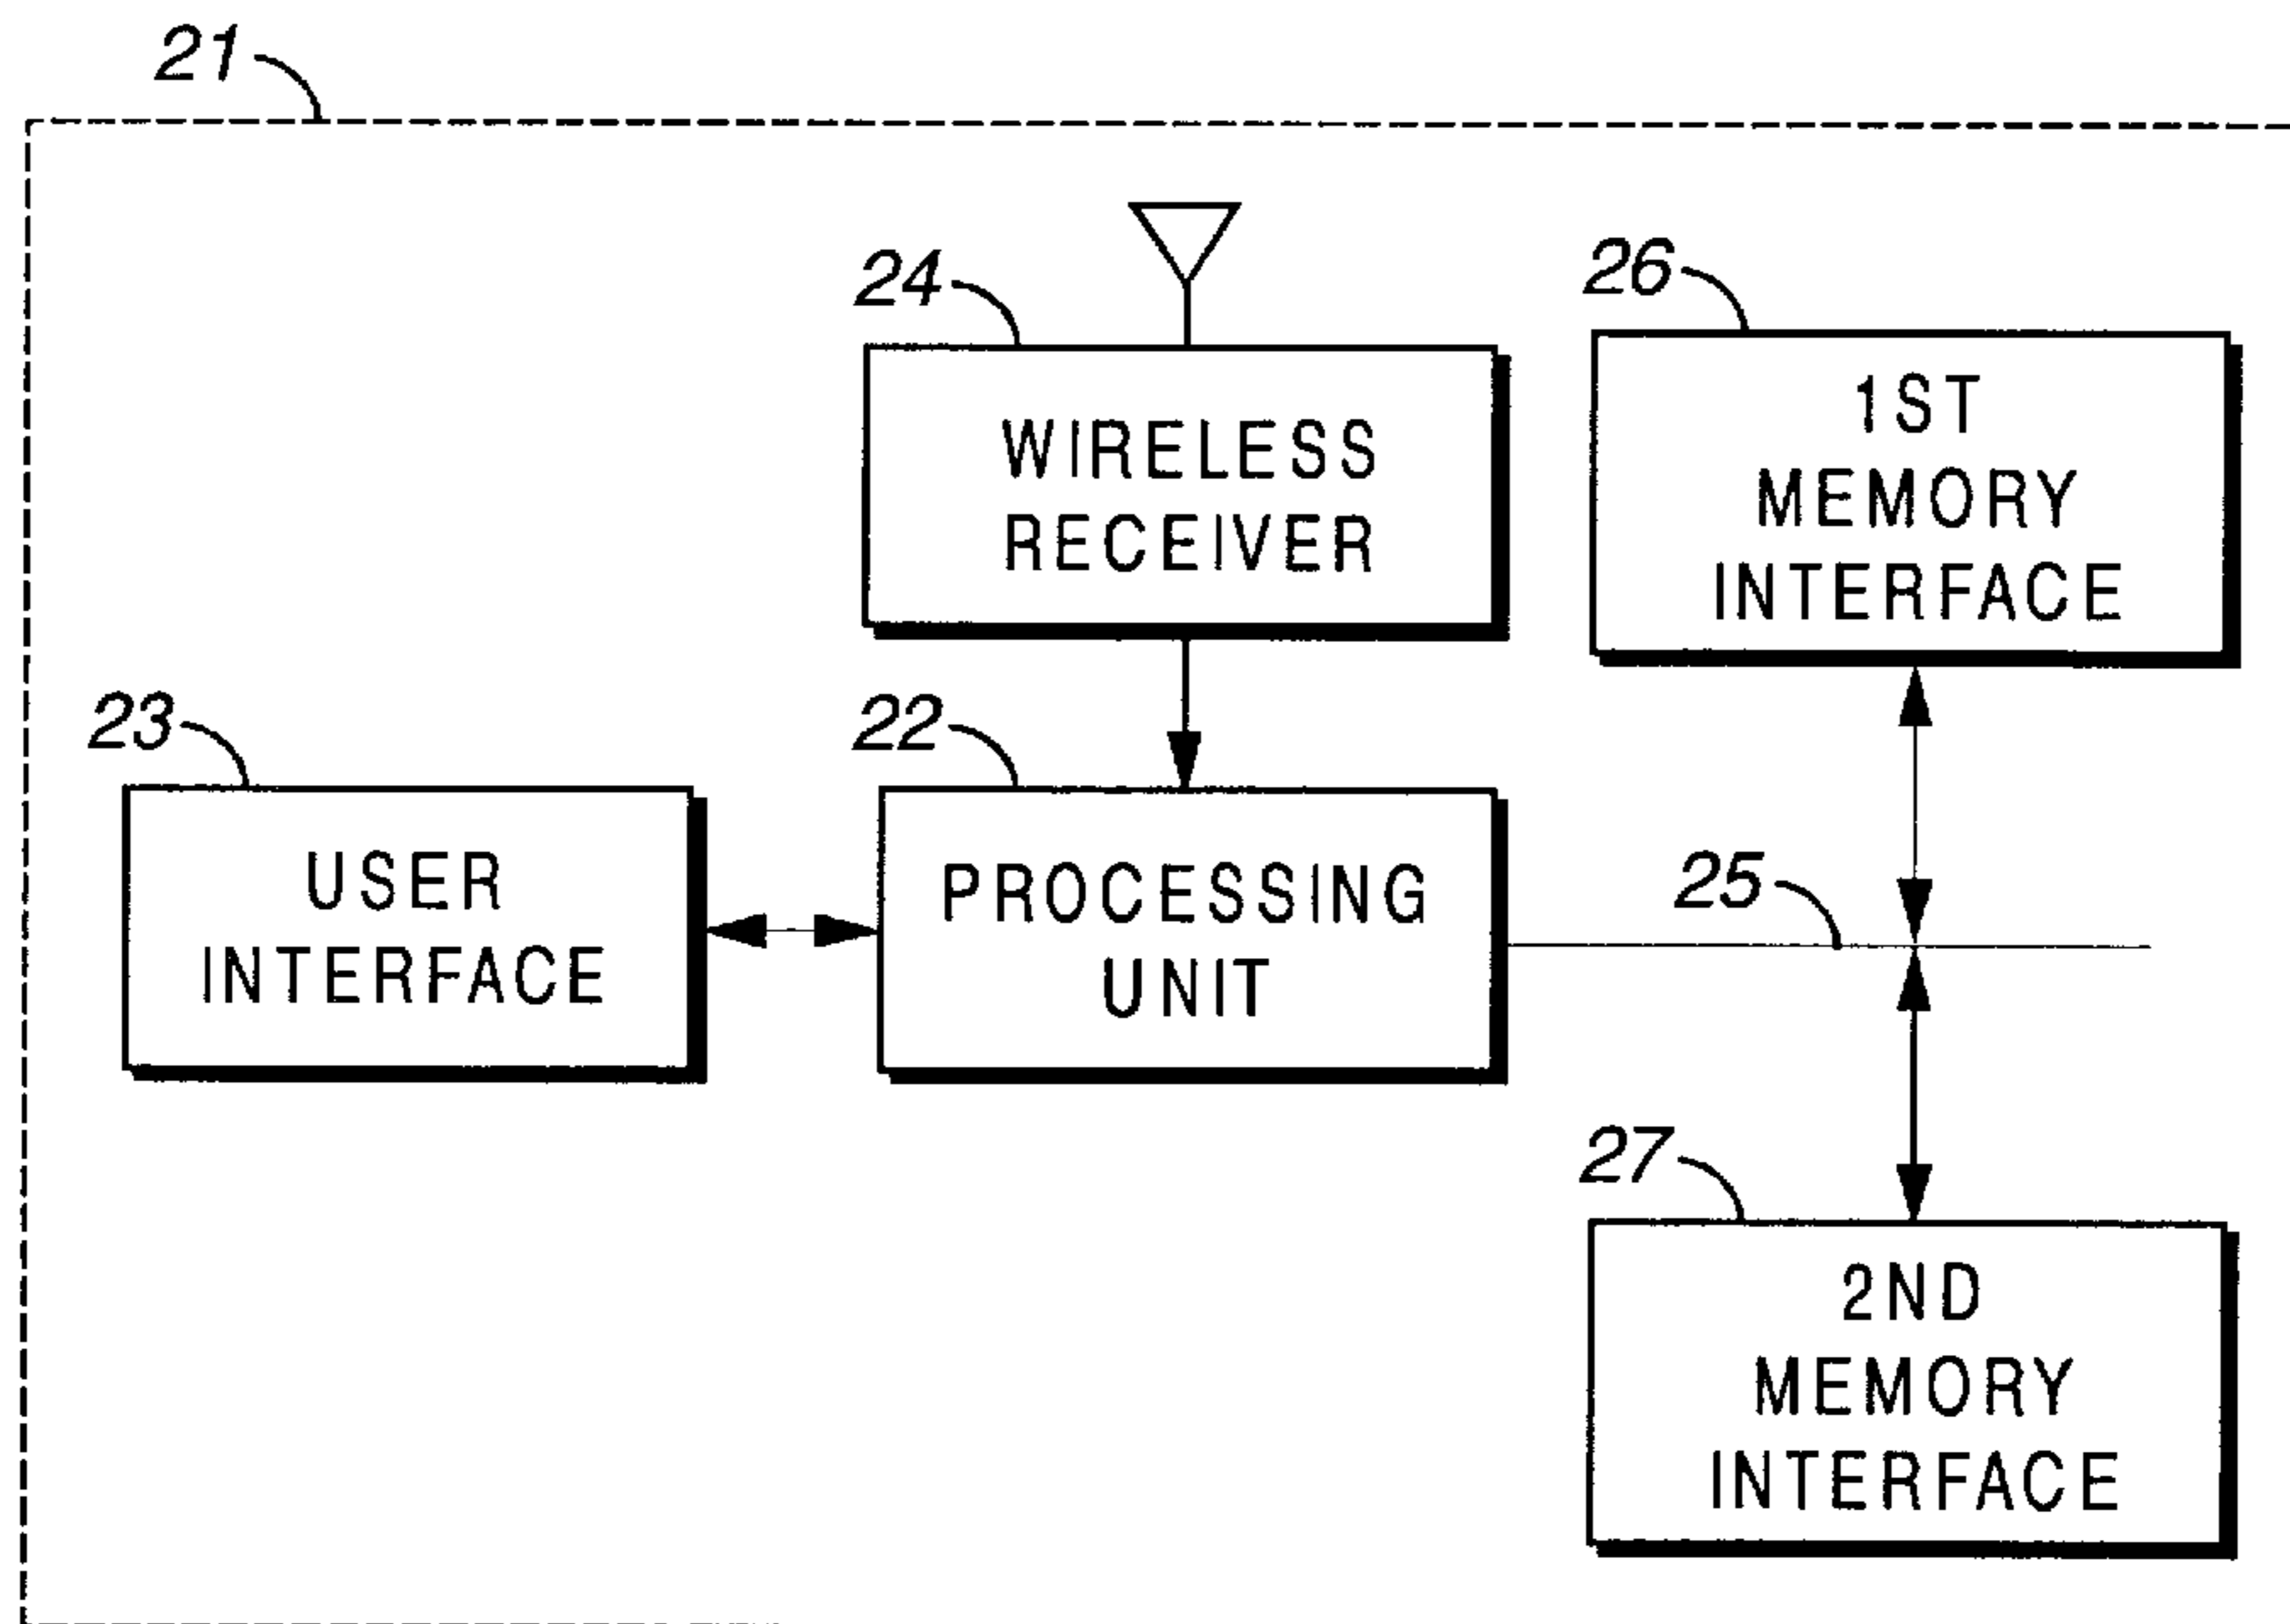 21
24
WIRELESS
RECEIVER
26
1ST
MEMORY
INTERFACE
23
USER
INTERFACE
22
PROCESSING
UNIT
25
27
2ND
MEMORY
INTERFACE